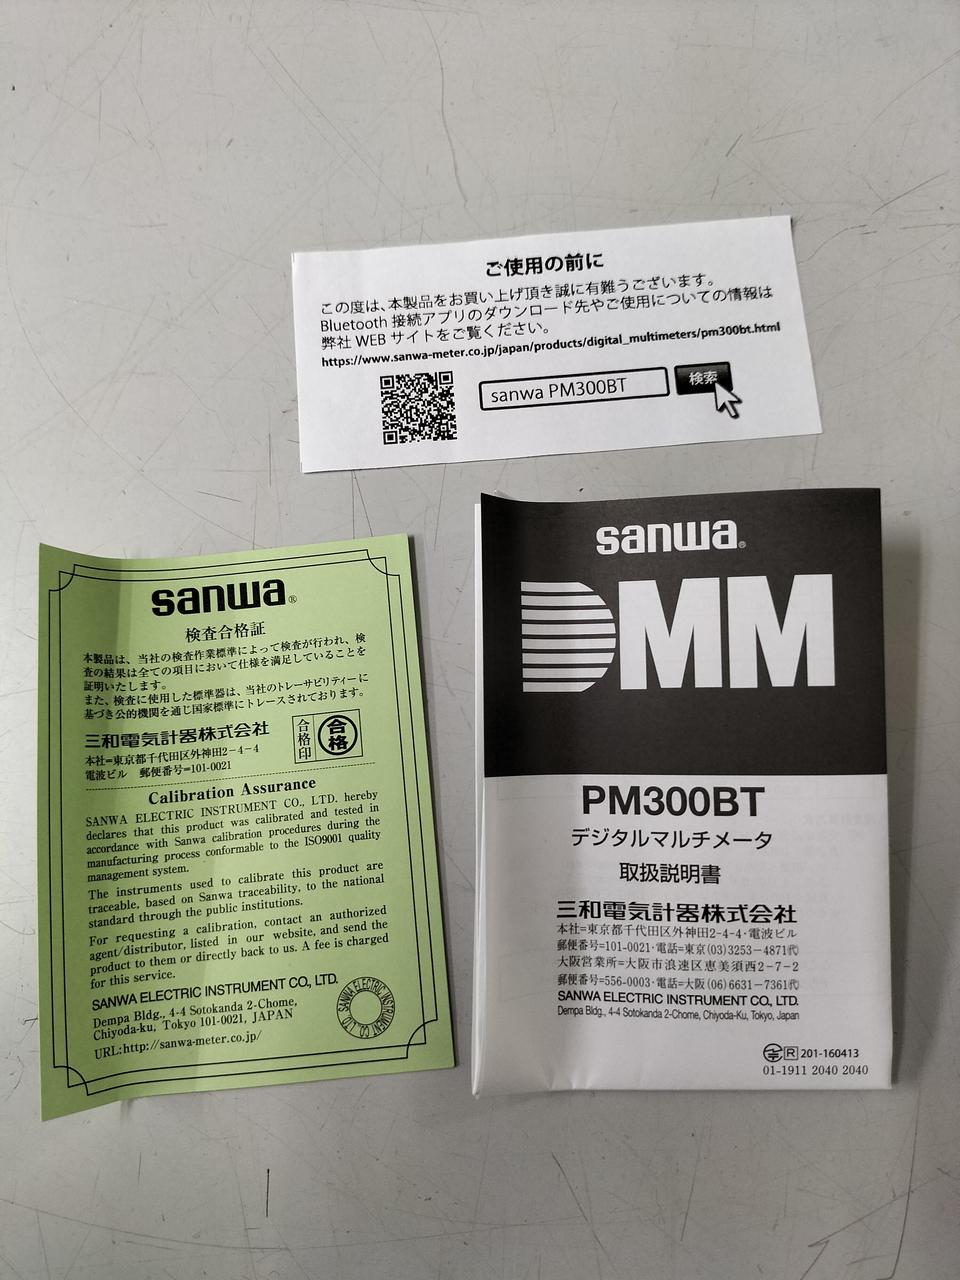 ご使用の前に
この度は、本製品をお買い上げ頂き誠に有難うございます。
Bluetooth 接続アプリのダウンロード先やご使用についての情報は
弊社 WEB サイトをご覧ください。
https://www.sanwa-meter.co.jp/japan/products/digital_multimeters/pm300bt.html
sanwa PM300BT 検索
sanwa®
検査合格証
本製品は、当社の検査作業標準によって検査が行われ、検
査の結果は全ての項目において仕様を満足していることを
証明いたします。
また、検査に使用した標準器は、当社のトレーサビリティーに
基づき公的機関を通じ国家標準にトレースされております。
三和電気計器株式会社
本社=東京都千代田区外神田2-4-4
電波ビル 郵便番号=101-0021
合格印 合格
Calibration Assurance
SANWA ELECTRIC INSTRUMENT CO., LTD. hereby
declares that this product was calibrated and tested in
accordance with Sanwa calibration procedures during the
manufacturing process conformable to the ISO9001 quality
management system.
The instruments used to calibrate this product are
traceable, based on Sanwa traceability, to the national
standard through the public institutions.
For requesting a calibration, contact an authorized
agent/distributor, listed in our website, and send the
product to them or directly back to us. A fee is charged
for this service.
SANWA ELECTRIC INSTRUMENT CO., LTD.
Dempa Bldg., 4-4 Sotokanda 2-Chome,
Chiyoda-ku, Tokyo 101-0021, JAPAN
URL:http://sanwa-meter.co.jp/
SANWA ELECTRIC INSTRUMENT CO.,LTD.
sanwa®
DMM
PM300BT
デジタルマルチメータ
取扱説明書
三和電気計器株式会社
本社=東京都千代田区外神田2-4-4・電波ビル
郵便番号=101-0021・電話=東京(03)3253-4871㈹
大阪営業所=大阪市浪速区恵美須西2-7-2
郵便番号=556-0003・電話=大阪(06)6631-7361㈹
SANWA ELECTRIC INSTRUMENT CO., LTD.
Dempa Bldg., 4-4 Sotokanda 2-Chome, Chiyoda-Ku, Tokyo, Japan
R 201-160413
01-1911 2040 2040